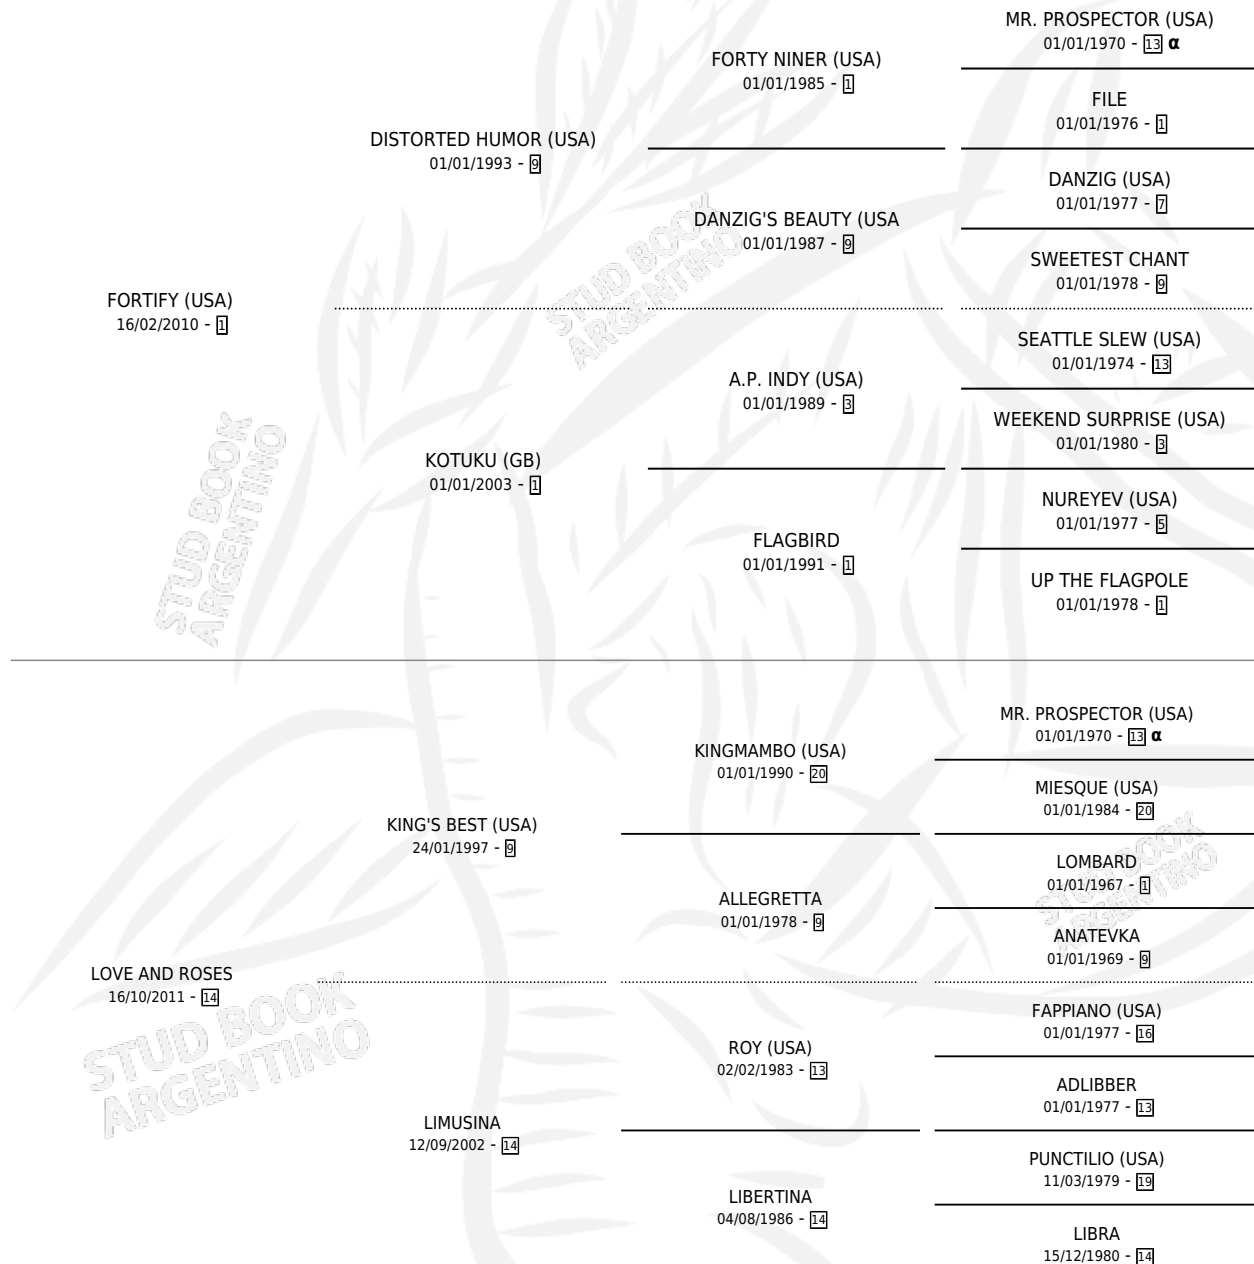 MR. PROSPECTOR (USA)
01/01/1970 - 13 α
FORTY NINER (USA)
01/01/1985 - 1
FILE
01/01/1976 - 1
DISTORTED HUMOR (USA)
01/01/1993 - 9
DANZIG (USA)
01/01/1977 - 7
DANZIG'S BEAUTY (USA
01/01/1987 - 9
SWEETEST CHANT
01/01/1978 - 9
FORTIFY (USA)
16/02/2010 - 1
SEATTLE SLEW (USA)
01/01/1974 - 13
A.P. INDY (USA)
01/01/1989 - 3
WEEKEND SURPRISE (USA)
01/01/1980 - 3
KOTUKU (GB)
01/01/2003 - 1
NUREYEV (USA)
01/01/1977 - 5
FLAGBIRD
01/01/1991 - 1
UP THE FLAGPOLE
01/01/1978 - 1
MR. PROSPECTOR (USA)
01/01/1970 - 13 α
KINGMAMBO (USA)
01/01/1990 - 20
MIESQUE (USA)
01/01/1984 - 20
KING'S BEST (USA)
24/01/1997 - 9
LOMBARD
01/01/1967 - 1
ALLEGRETTA
01/01/1978 - 9
ANATEVKA
01/01/1969 - 9
LOVE AND ROSES
16/10/2011 - 14
FAPPIANO (USA)
01/01/1977 - 16
ROY (USA)
02/02/1983 - 13
ADLIBBER
01/01/1977 - 13
LIMUSINA
12/09/2002 - 14
PUNCTILIO (USA)
11/03/1979 - 19
LIBERTINA
04/08/1986 - 14
LIBRA
15/12/1980 - 14
STUD BOOK
ARGENTINO
STUD BOOK
ARGENTINO
STUD BOOK
ARGENTINO
STUD BOOK
ARGENTINO